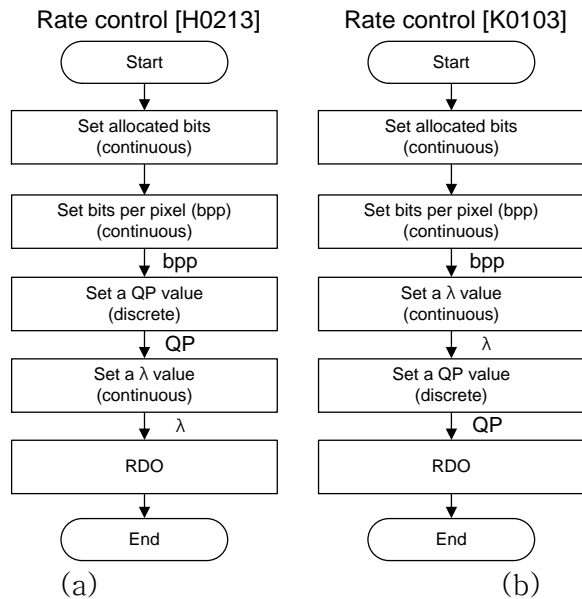 Rate control [H0213]
Start
Set allocated bits
(continuous)
Set bits per pixel (bpp)
(continuous)
bpp
Set a QP value
(discrete)
QP
Set a λ value
(continuous)
λ
RDO
End
(a)
Rate control [K0103]
Start
Set allocated bits
(continuous)
Set bits per pixel (bpp)
(continuous)
bpp
Set a λ value
(continuous)
λ
Set a QP value
(discrete)
QP
RDO
End
(b)